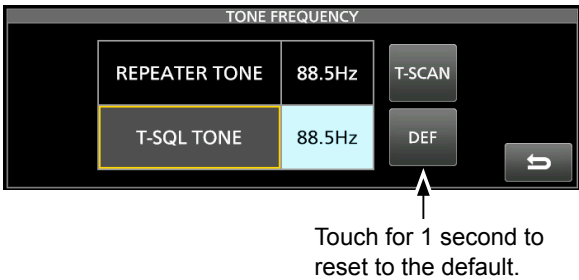 TONE FREQUENCY
REPEATER TONE 88.5Hz T-SCAN
T-SQL TONE 88.5Hz DEF
Touch for 1 second to
reset to the default.